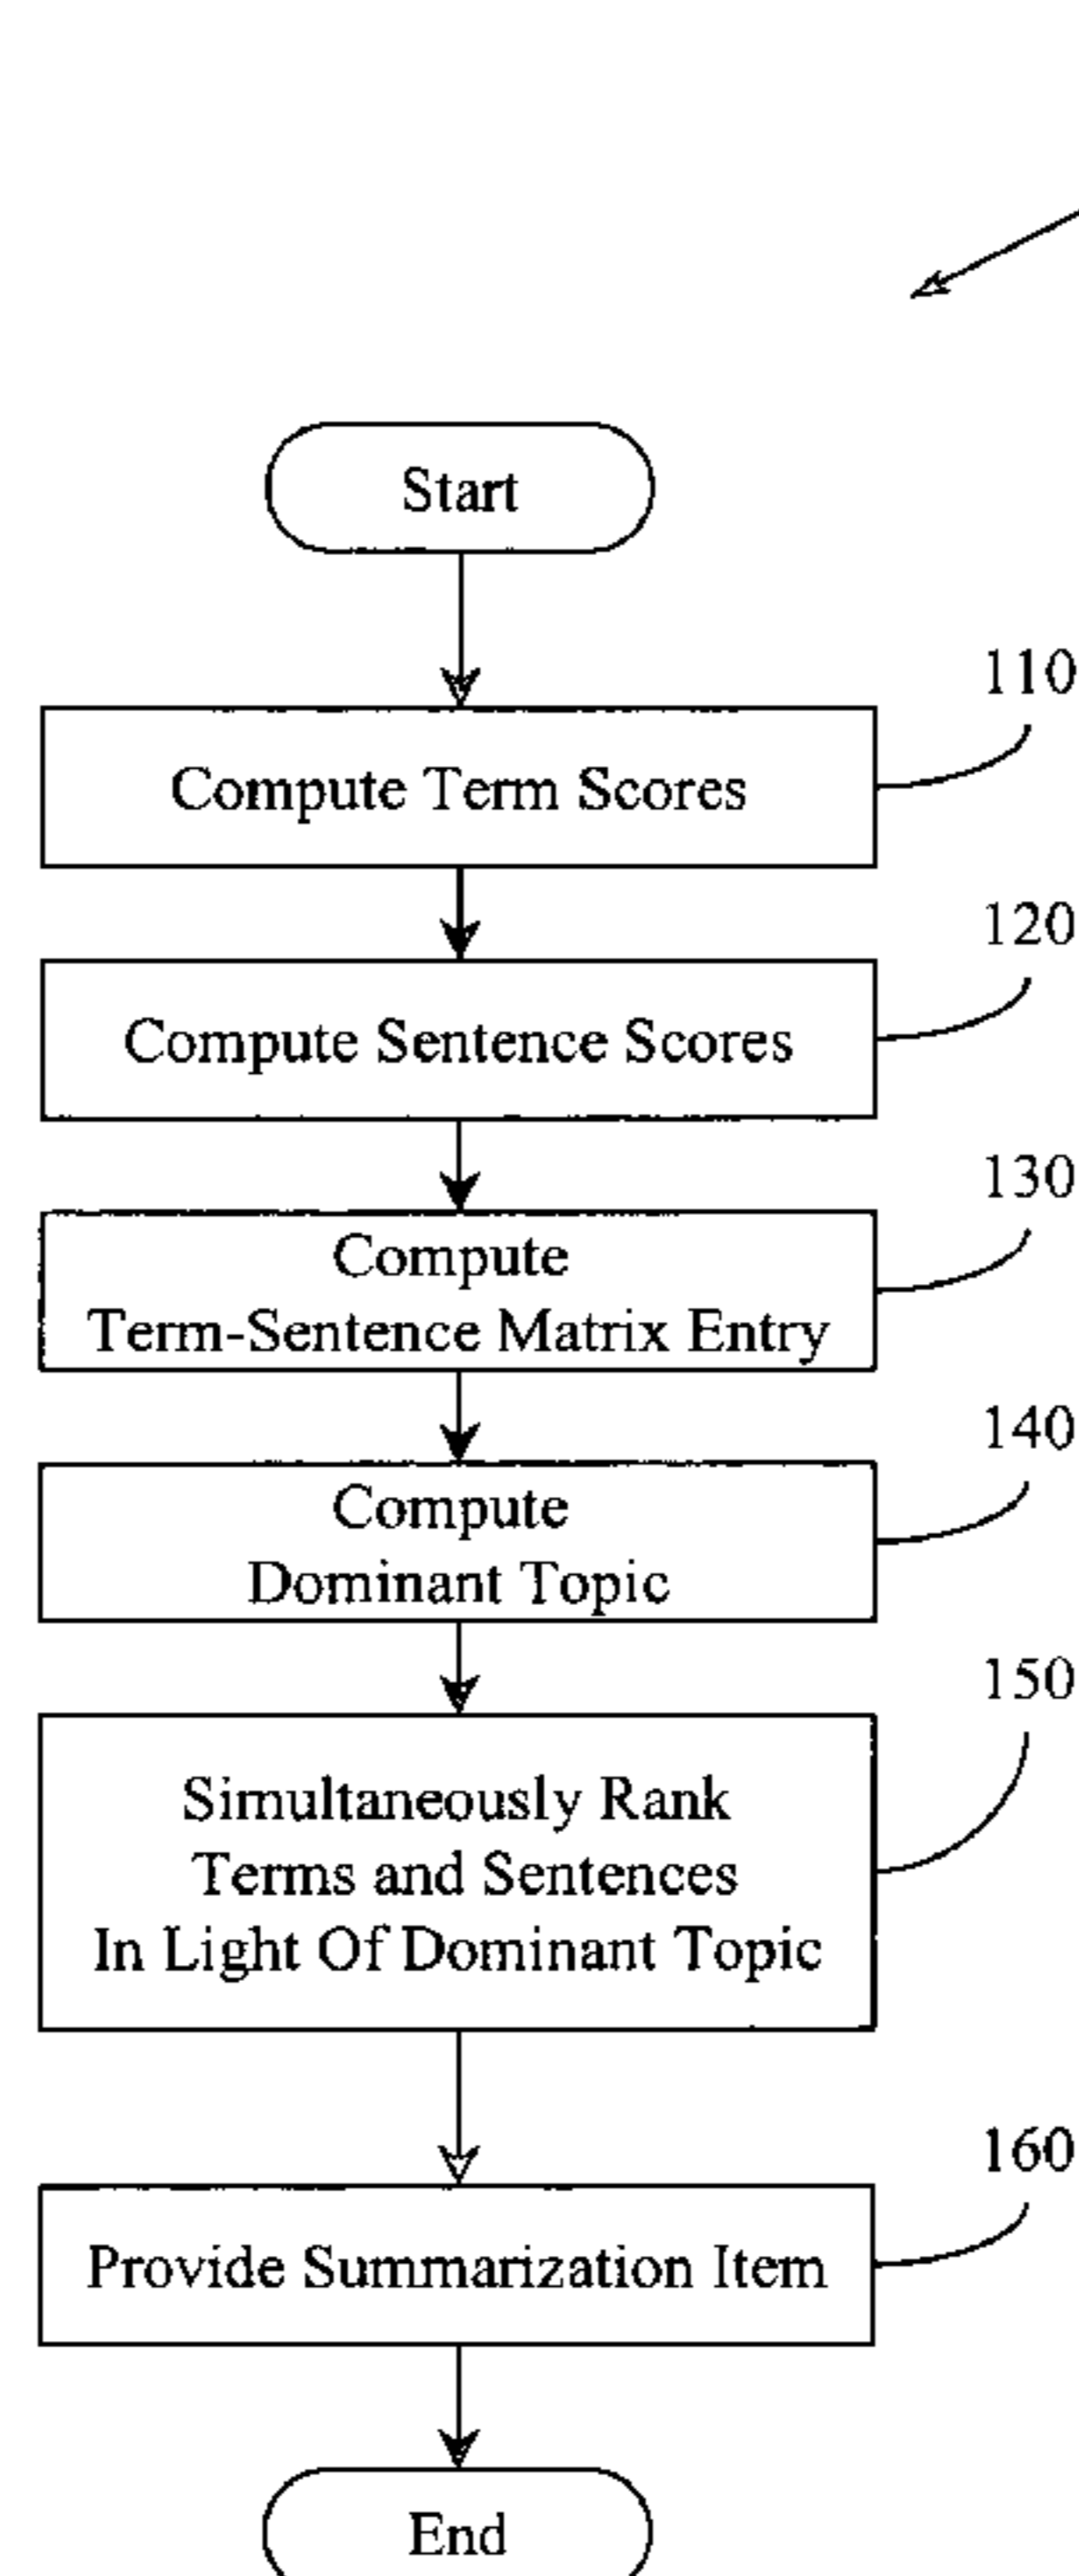 Start
110
Compute Term Scores
120
Compute Sentence Scores
130
Compute
Term-Sentence Matrix Entry
140
Compute
Dominant Topic
150
Simultaneously Rank
Terms and Sentences
In Light Of Dominant Topic
160
Provide Summarization Item
End